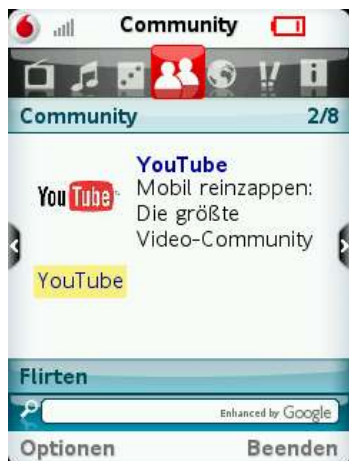 Community
Community 2/8
YouTube
Mobil reinzappen:
Die größte
Video-Community
You Tube
YouTube
Flirten
Enhanced by Google
Optionen Beenden